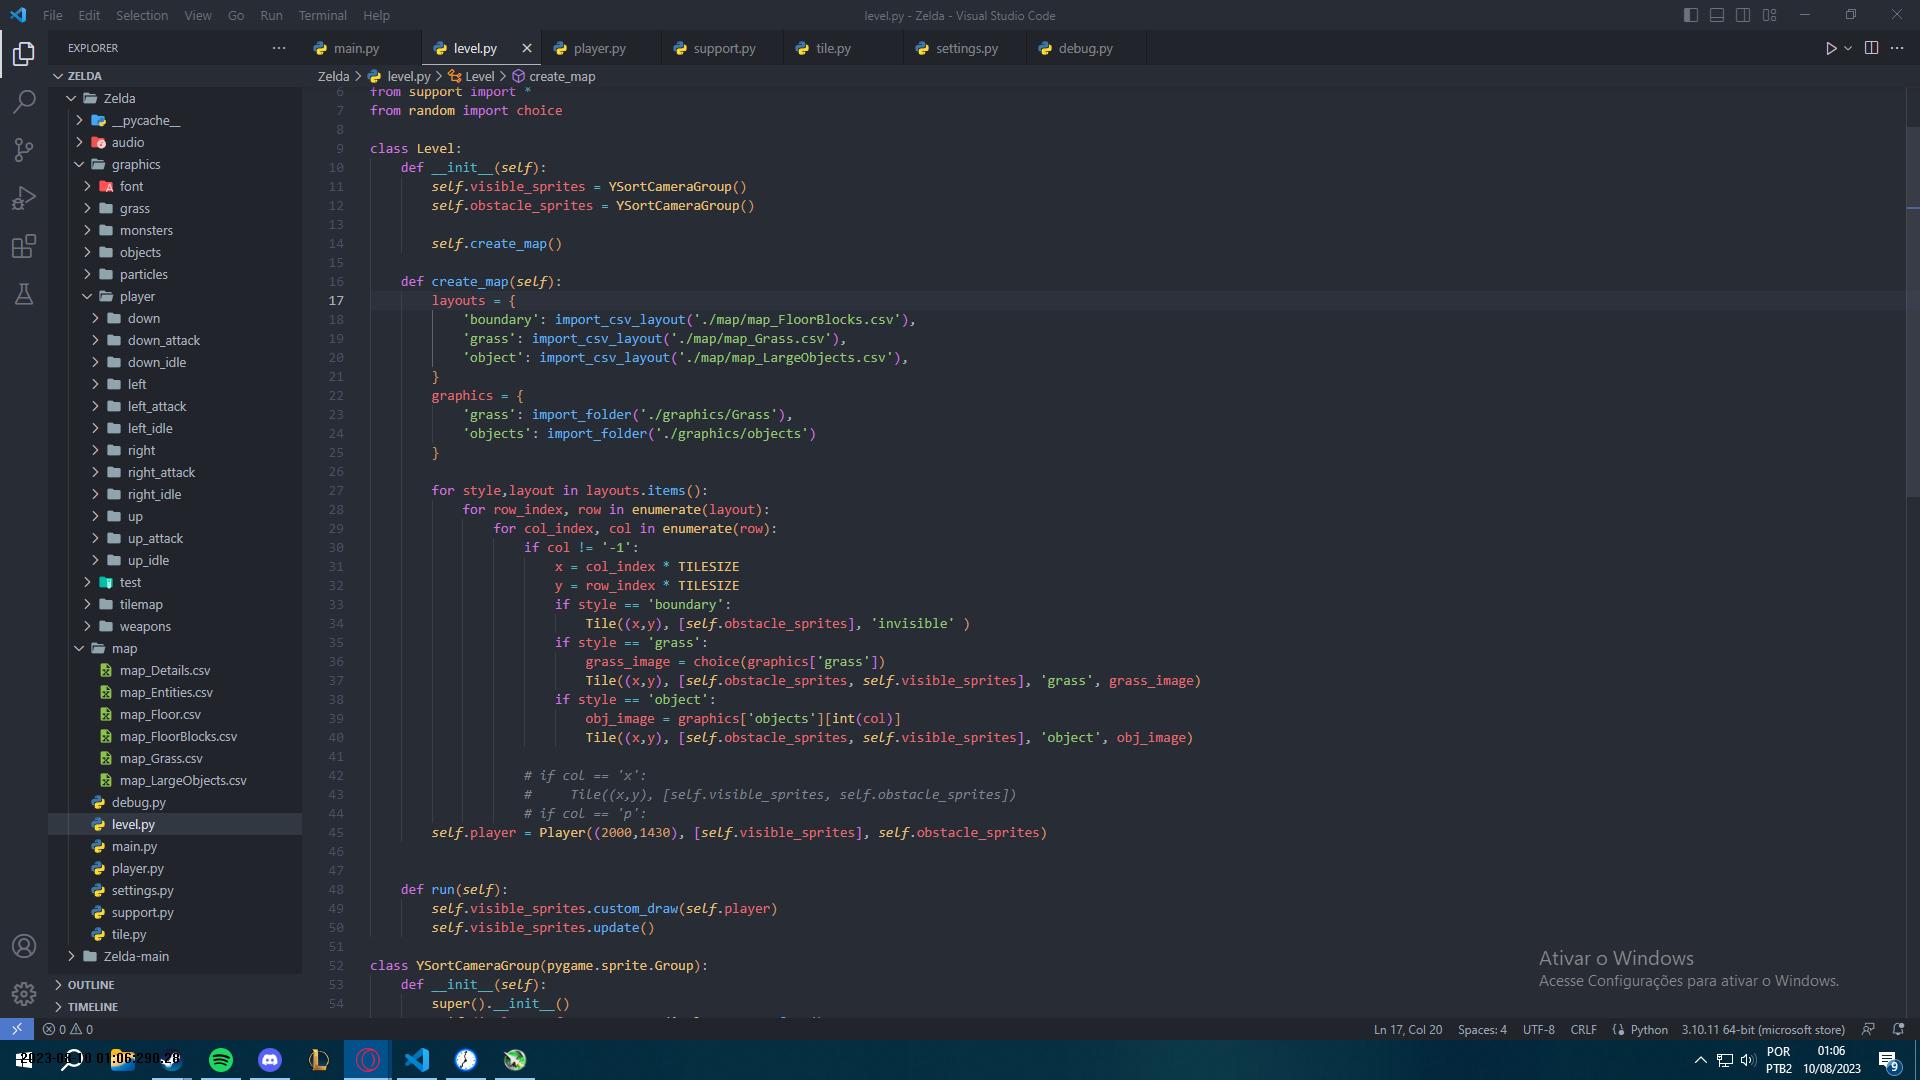 File Edit Selection View Go Run Terminal Help
level.py - Zelda - Visual Studio Code
EXPLORER
main.py
level.py
player.py
support.py
tile.py
settings.py
debug.py
ZELDA
Zelda > level.py > Level > create_map
Zelda
__pycache__
audio
graphics
font
grass
monsters
objects
particles
player
down
down_attack
down_idle
left
left_attack
left_idle
right
right_attack
right_idle
up
up_attack
up_idle
test
tilemap
weapons
map
map_Details.csv
map_Entities.csv
map_Floor.csv
map_FloorBlocks.csv
map_Grass.csv
map_LargeObjects.csv
debug.py
level.py
main.py
player.py
settings.py
support.py
tile.py
Zelda-main
OUTLINE
TIMELINE
6 from support import *
7 from random import choice
8
9 class Level:
10     def __init__(self):
11         self.visible_sprites = YSortCameraGroup()
12         self.obstacle_sprites = YSortCameraGroup()
13
14         self.create_map()
15
16     def create_map(self):
17         layouts = {
18             'boundary': import_csv_layout('./map/map_FloorBlocks.csv'),
19             'grass': import_csv_layout('./map/map_Grass.csv'),
20             'object': import_csv_layout('./map/map_LargeObjects.csv'),
21         }
22         graphics = {
23             'grass': import_folder('./graphics/Grass'),
24             'objects': import_folder('./graphics/objects')
25         }
26
27         for style,layout in layouts.items():
28             for row_index, row in enumerate(layout):
29                 for col_index, col in enumerate(row):
30                     if col != '-1':
31                         x = col_index * TILESIZE
32                         y = row_index * TILESIZE
33                         if style == 'boundary':
34                             Tile((x,y), [self.obstacle_sprites], 'invisible' )
35                         if style == 'grass':
36                             grass_image = choice(graphics['grass'])
37                             Tile((x,y), [self.obstacle_sprites, self.visible_sprites], 'grass', grass_image)
38                         if style == 'object':
39                             obj_image = graphics['objects'][int(col)]
40                             Tile((x,y), [self.obstacle_sprites, self.visible_sprites], 'object', obj_image)
41
42                     # if col == 'x':
43                     #     Tile((x,y), [self.visible_sprites, self.obstacle_sprites])
44                     # if col == 'p':
45         self.player = Player((2000,1430), [self.visible_sprites], self.obstacle_sprites)
46
47
48     def run(self):
49         self.visible_sprites.custom_draw(self.player)
50         self.visible_sprites.update()
51
52 class YSortCameraGroup(pygame.sprite.Group):
53     def __init__(self):
54         super().__init__()
Ativar o Windows
Acesse Configurações para ativar o Windows.
0 0
Ln 17, Col 20 Spaces: 4 UTF-8 CRLF Python 3.10.11 64-bit (microsoft store)
POR
PTB2
01:06
10/08/2023
9